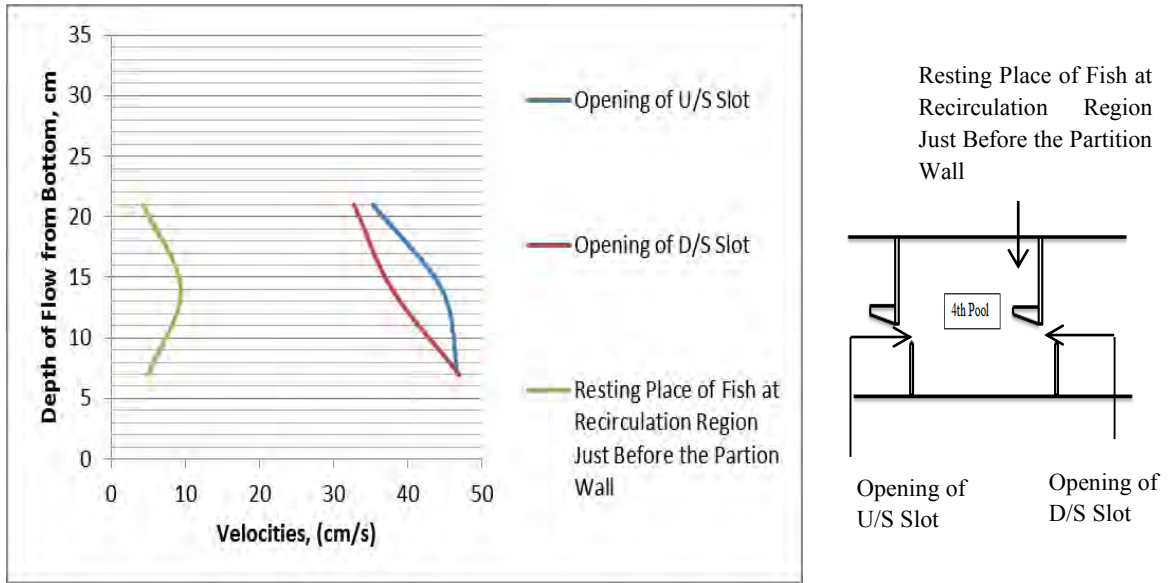 35
30
25
20
15
10
5
0
Depth of Flow from Bottom, cm
0 10 20 30 40 50
Velocities, (cm/s)
Opening of U/S Slot
Opening of D/S Slot
Resting Place of Fish at
Recirculation Region
Just Before the Partion
Wall
Resting Place of Fish at
Recirculation Region
Just Before the Partition
Wall
4th Pool
Opening of
U/S Slot
Opening of
D/S Slot